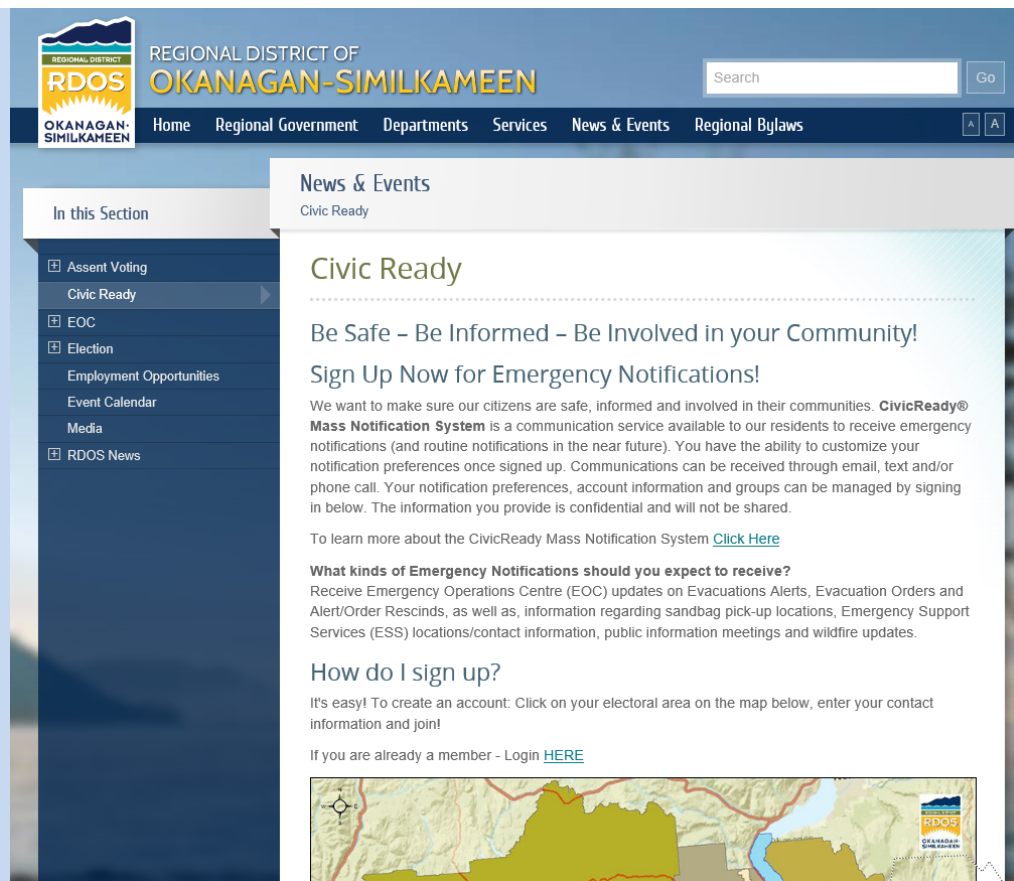 REGIONAL DISTRICT
RDOS
OKANAGAN-
SIMILKAMEEN
REGIONAL DISTRICT OF
OKANAGAN-SIMILKAMEEN
Search
Go
Home Regional Government Departments Services News & Events Regional Bylaws
A A
In this Section
Assent Voting
Civic Ready
EOC
Election
Employment Opportunities
Event Calendar
Media
RDOS News
News & Events
Civic Ready
Civic Ready
Be Safe – Be Informed – Be Involved in your Community!
Sign Up Now for Emergency Notifications!
We want to make sure our citizens are safe, informed and involved in their communities. CivicReady®
Mass Notification System is a communication service available to our residents to receive emergency
notifications (and routine notifications in the near future). You have the ability to customize your
notification preferences once signed up. Communications can be received through email, text and/or
phone call. Your notification preferences, account information and groups can be managed by signing
in below. The information you provide is confidential and will not be shared.
To learn more about the CivicReady Mass Notification System Click Here
What kinds of Emergency Notifications should you expect to receive?
Receive Emergency Operations Centre (EOC) updates on Evacuations Alerts, Evacuation Orders and
Alert/Order Rescinds, as well as, information regarding sandbag pick-up locations, Emergency Support
Services (ESS) locations/contact information, public information meetings and wildfire updates.
How do I sign up?
It's easy! To create an account: Click on your electoral area on the map below, enter your contact
information and join!
If you are already a member - Login HERE
RDOS
OKANAGAN-
SIMILKAMEEN